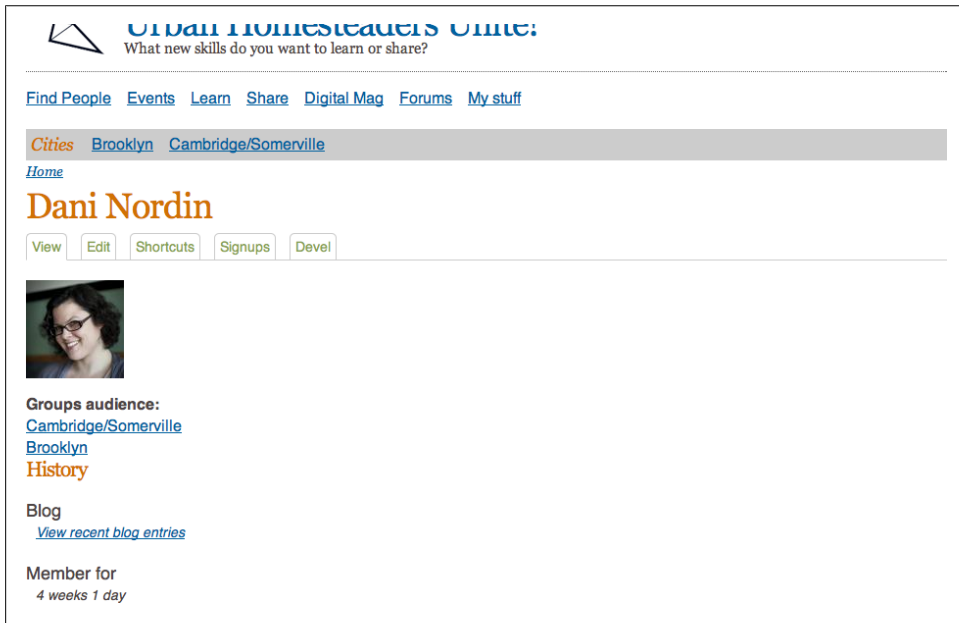 Urban Homesteaders Unite!
What new skills do you want to learn or share?
Find People Events Learn Share Digital Mag Forums My stuff
Cities Brooklyn Cambridge/Somerville
Home
Dani Nordin
View Edit Shortcuts Signups Devel
Groups audience:
Cambridge/Somerville
Brooklyn
History
Blog
View recent blog entries
Member for
4 weeks 1 day